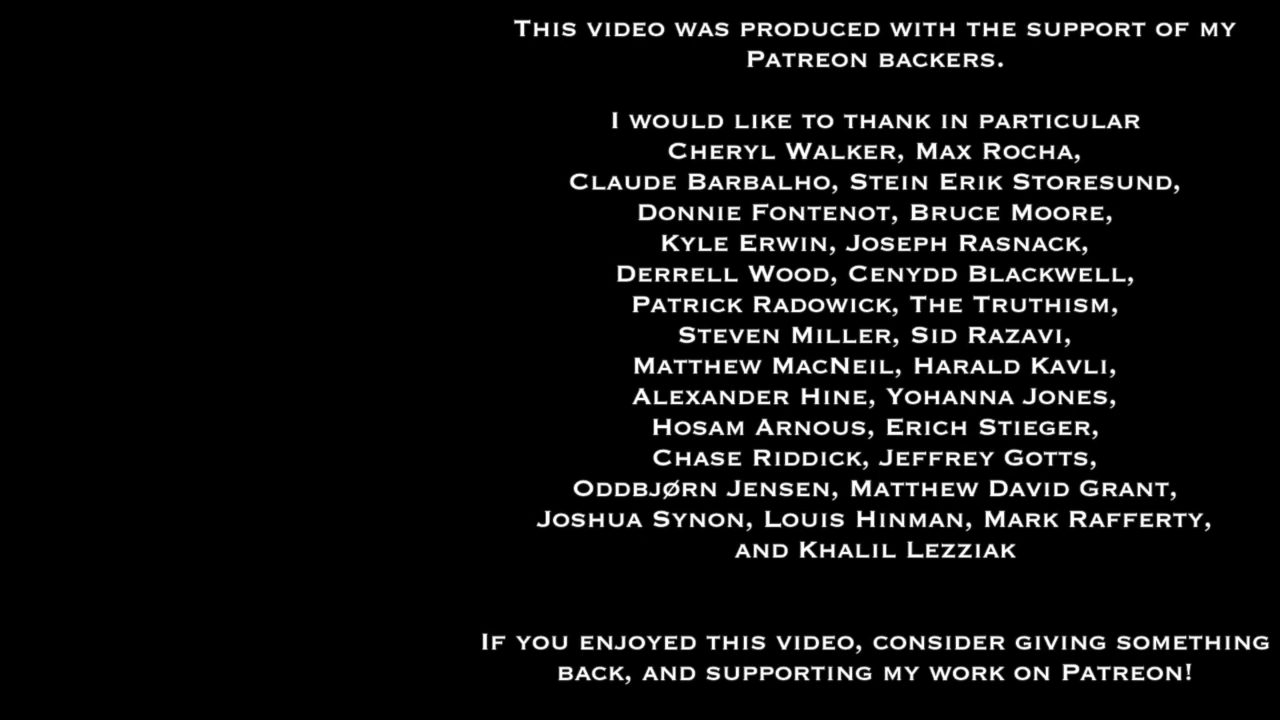 This video was produced with the support of my
Patreon backers.
I would like to thank in particular
Cheryl Walker, Max Rocha,
Claude Barbalho, Stein Erik Storesund,
Donnie Fontenot, Bruce Moore,
Kyle Erwin, Joseph Rasnack,
Derrell Wood, Cenydd Blackwell,
Patrick Radowick, The Truthism,
Steven Miller, Sid Razavi,
Matthew MacNeil, Harald Kavli,
Alexander Hine, Yohanna Jones,
Hosam Arnous, Erich Stieger,
Chase Riddick, Jeffrey Gotts,
Oddbjørn Jensen, Matthew David Grant,
Joshua Synon, Louis Hinman, Mark Rafferty,
and Khalil Lezziak
If you enjoyed this video, consider giving something
back, and supporting my work on Patreon!